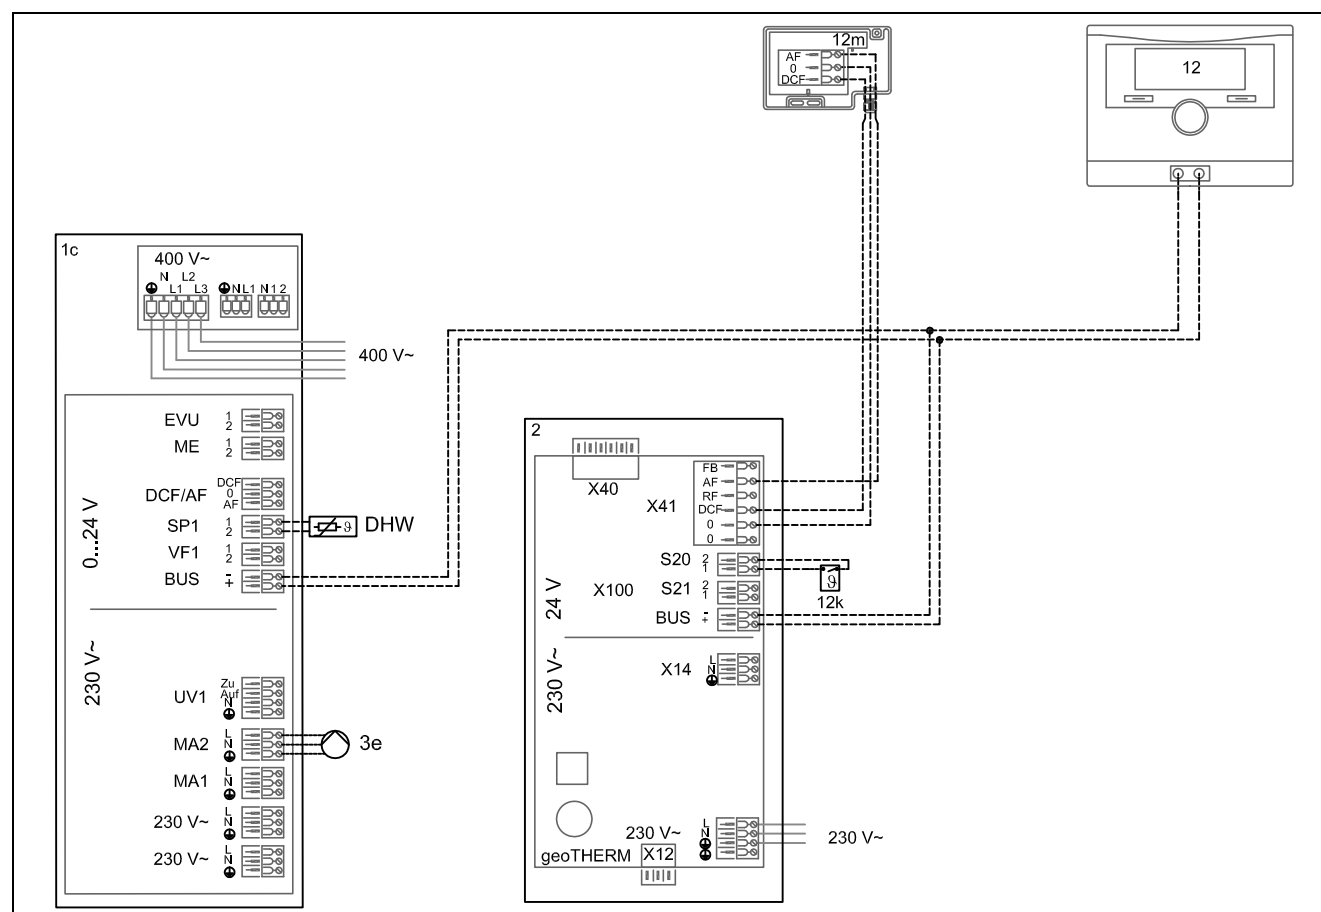 12m
AF
0
DCF
12
1c
400 V~
N L2
L1 L3
N L1 N 1 2
400 V~
0...24 V
EVU 1
2
ME 1
2
DCF/AF DCF
0
AF
SP1 1
2
DHW
VF1 1
2
BUS -
+
230 V~
UV1 Zu
Auf
N
MA2 L
N
3e
MA1 L
N
230 V~ L
N
230 V~ L
N
2
X40
X41
FB
AF
RF
DCF
0
0
24 V
X100
S20 2
1
12k
S21 2
1
BUS -
+
230 V~
X14 L
N
230 V~ L
N
230 V~
geoTHERM X12